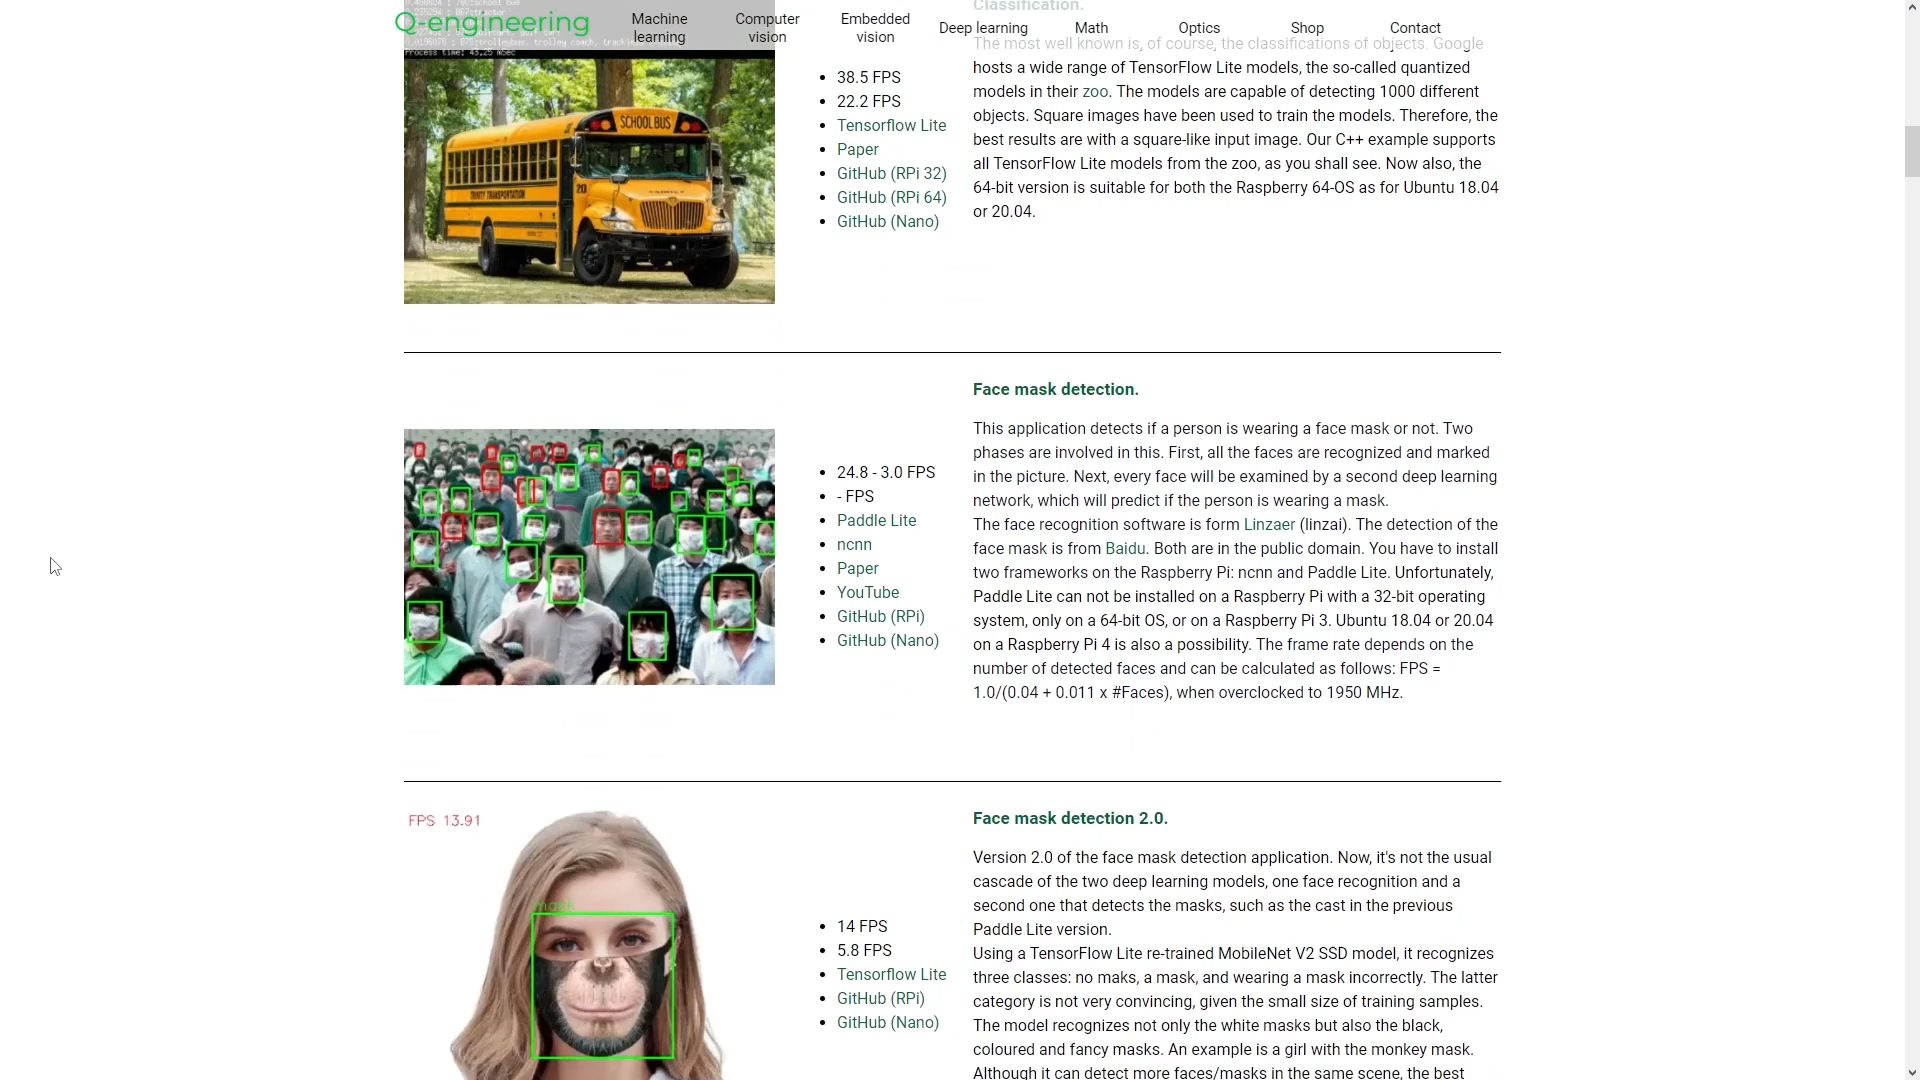 Q-engineering
Machine learning
Computer vision
Embedded vision
Deep learning
Math
Optics
Shop
Contact
Process time: 45.25 mSec
SCHOOL BUS
20
TRINITY TRANSPORTATION
38.5 FPS
22.2 FPS
Tensorflow Lite
Paper
GitHub (RPi 32)
GitHub (RPi 64)
GitHub (Nano)
Classification.
The most well known is, of course, the classifications of objects. Google
hosts a wide range of TensorFlow Lite models, the so-called quantized
models in their zoo. The models are capable of detecting 1000 different
objects. Square images have been used to train the models. Therefore, the
best results are with a square-like input image. Our C++ example supports
all TensorFlow Lite models from the zoo, as you shall see. Now also, the
64-bit version is suitable for both the Raspberry 64-OS as for Ubuntu 18.04
or 20.04.
24.8 - 3.0 FPS
- FPS
Paddle Lite
ncnn
Paper
YouTube
GitHub (RPi)
GitHub (Nano)
Face mask detection.
This application detects if a person is wearing a face mask or not. Two
phases are involved in this. First, all the faces are recognized and marked
in the picture. Next, every face will be examined by a second deep learning
network, which will predict if the person is wearing a mask.
The face recognition software is form Linzaer (linzai). The detection of the
face mask is from Baidu. Both are in the public domain. You have to install
two frameworks on the Raspberry Pi: ncnn and Paddle Lite. Unfortunately,
Paddle Lite can not be installed on a Raspberry Pi with a 32-bit operating
system, only on a 64-bit OS, or on a Raspberry Pi 3. Ubuntu 18.04 or 20.04
on a Raspberry Pi 4 is also a possibility. The frame rate depends on the
number of detected faces and can be calculated as follows: FPS =
1.0/(0.04 + 0.011 x #Faces), when overclocked to 1950 MHz.
FPS 13.91
mask
14 FPS
5.8 FPS
Tensorflow Lite
GitHub (RPi)
GitHub (Nano)
Face mask detection 2.0.
Version 2.0 of the face mask detection application. Now, it's not the usual
cascade of the two deep learning models, one face recognition and a
second one that detects the masks, such as the cast in the previous
Paddle Lite version.
Using a TensorFlow Lite re-trained MobileNet V2 SSD model, it recognizes
three classes: no maks, a mask, and wearing a mask incorrectly. The latter
category is not very convincing, given the small size of training samples.
The model recognizes not only the white masks but also the black,
coloured and fancy masks. An example is a girl with the monkey mask.
Although it can detect more faces/masks in the same scene, the best